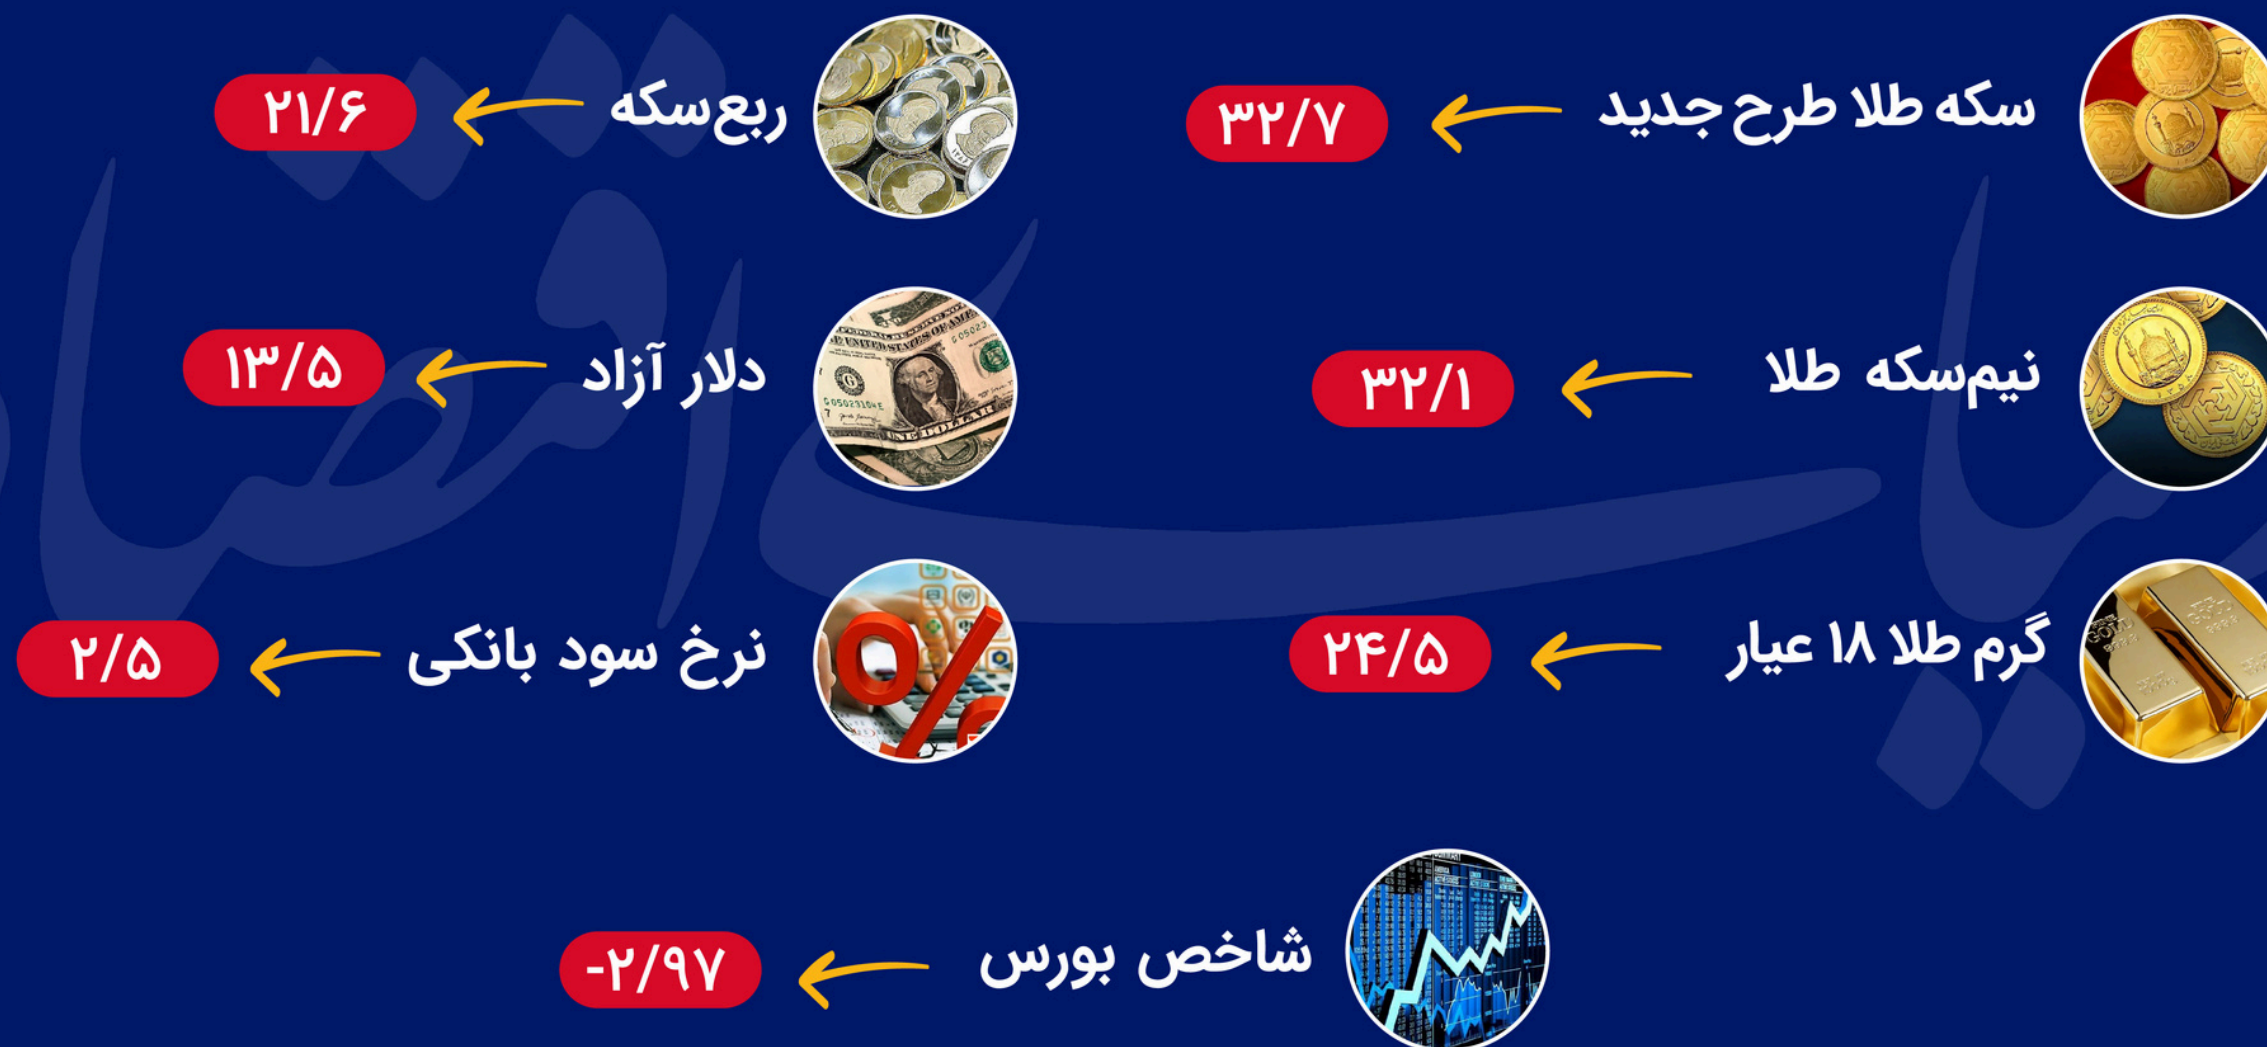 سکه طلا طرح جدید ۳۲/۷
ربع‌سکه ۲۱/۶
نیم‌سکه طلا ۳۲/۱
دلار آزاد ۱۳/۵
گرم طلا ۱۸ عیار ۲۴/۵
نرخ سود بانکی ۲/۵
شاخص بورس -۲/۹۷